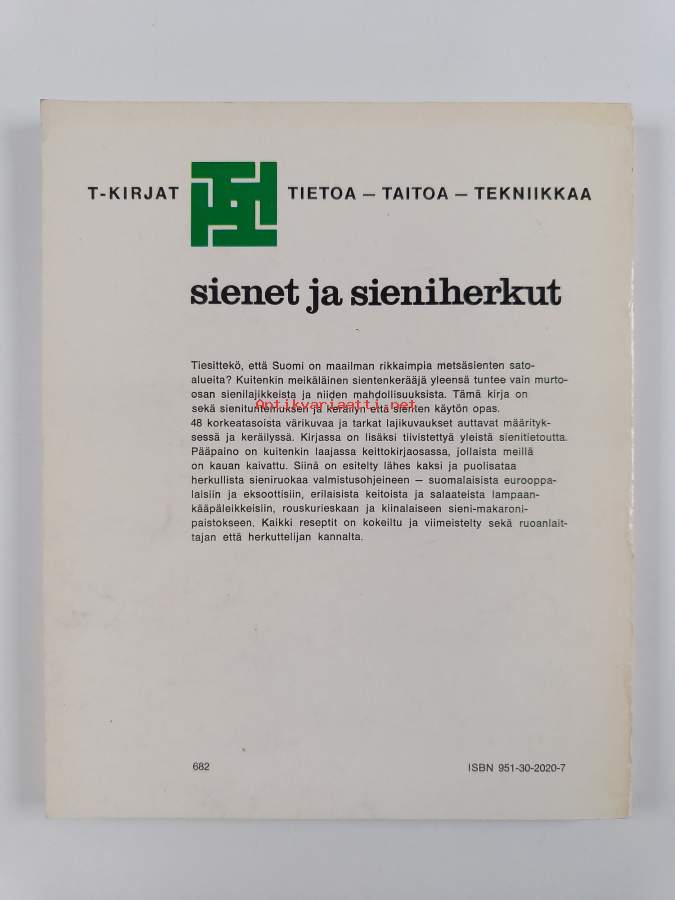 T-KIRJAT TIETOA — TAITOA — TEKNIIKKAA
sienet ja sieniherkut
Tiesittekö, että Suomi on maailman rikkaimpia metsäsienten sato-
alueita? Kuitenkin meikäläinen sientenkerääjä yleensä tuntee vain murto-
osan sienilajikkeista ja niiden mahdollisuuksista. Tämä kirja on
Antikvariaatti.net
sekä sienituntemuksen ja keräilyn että sienten käytön opas.
48 korkeatasoista värikuvaa ja tarkat lajikuvaukset auttavat määrityk-
sessä ja keräilyssä. Kirjassa on lisäksi tiivistettyä yleistä sienitietoutta.
Pääpaino on kuitenkin laajassa keittokirjaosassa, jollaista meillä
on kauan kaivattu. Siinä on esitelty lähes kaksi ja puolisataa
herkullista sieniruokaa valmistusohjeineen — suomalaisista eurooppa-
laisiin ja eksoottisiin, erilaisista keitoista ja salaateista lampaan-
kääpäleikkeisiin, rouskurieskaan ja kiinalaiseen sieni-makaroni-
paistokseen. Kaikki reseptit on kokeiltu ja viimeistelty sekä ruoanlait-
tajan että herkuttelijan kannalta.
682 ISBN 951-30-2020-7